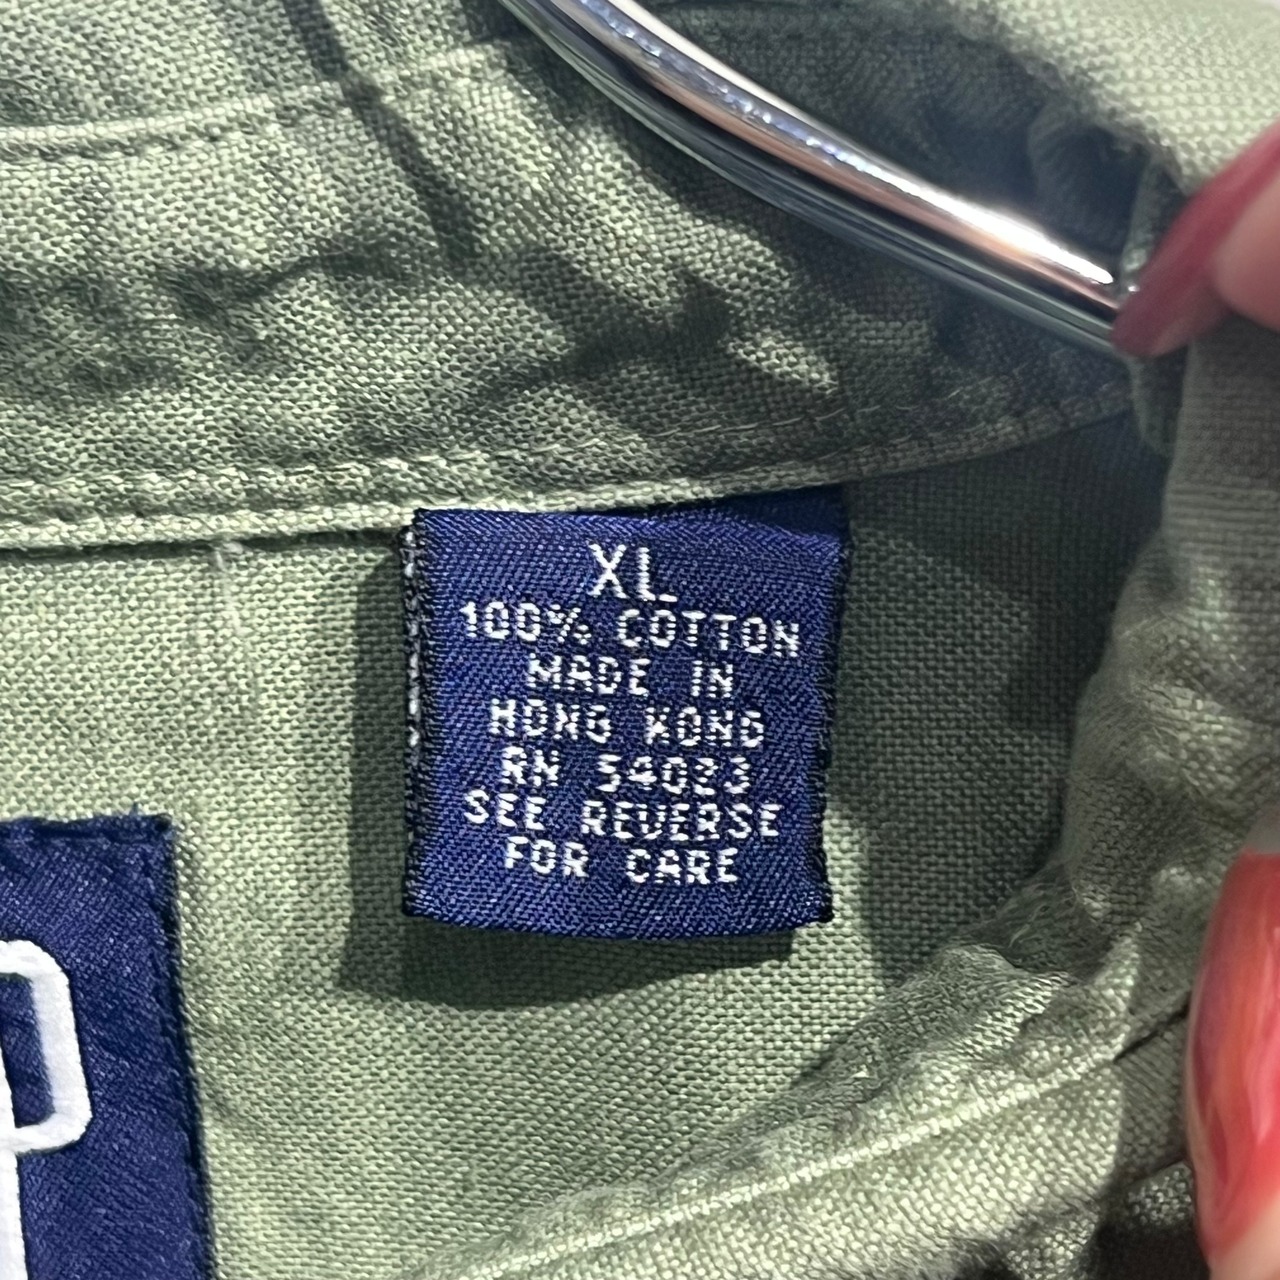 XL
100% COTTON
MADE IN
HONG KONG
RN 54023
SEE REVERSE
FOR CARE